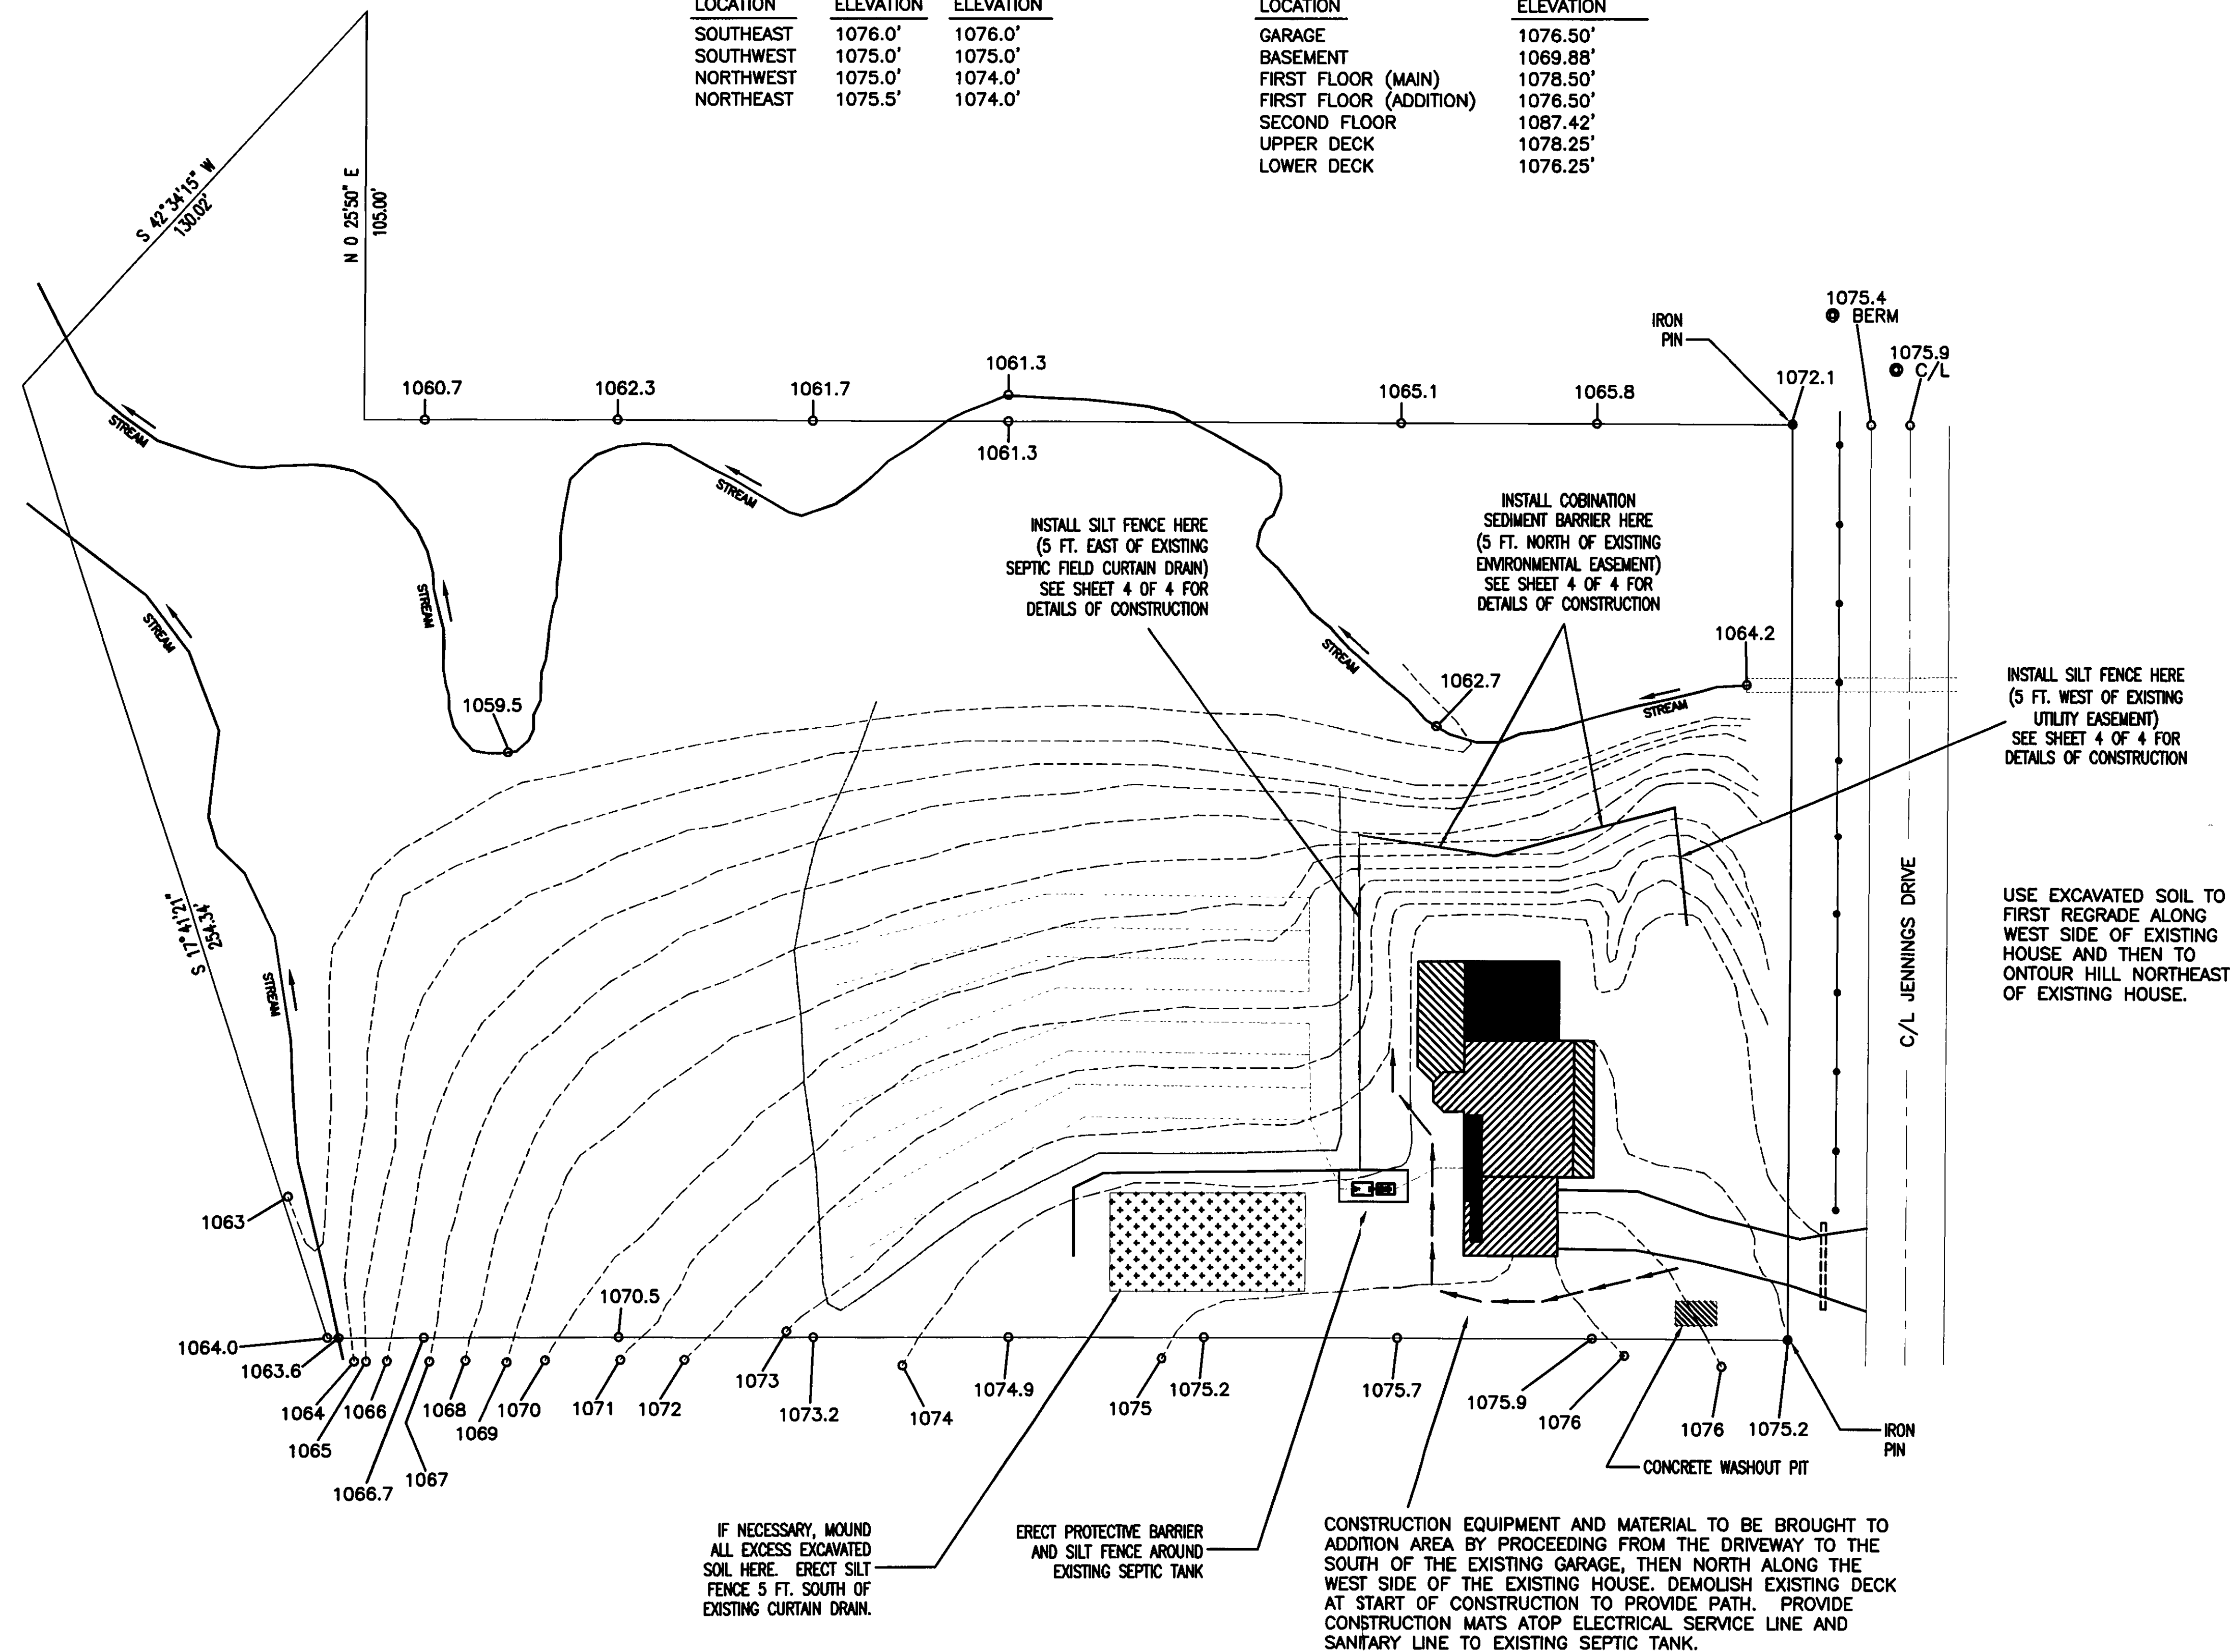 LOCATION ELEVATION ELEVATION
SOUTHEAST 1076.0' 1076.0'
SOUTHWEST 1075.0' 1075.0'
NORTHWEST 1075.0' 1074.0'
NORTHEAST 1075.5' 1074.0'
LOCATION ELEVATION
GARAGE 1076.50'
BASEMENT 1069.88'
FIRST FLOOR (MAIN) 1078.50'
FIRST FLOOR (ADDITION) 1076.50'
SECOND FLOOR 1087.42'
UPPER DECK 1078.25'
LOWER DECK 1076.25'
S 42°34'15" W
130.02'
N 0 25'50" E
105.00'
IRON
PIN
1075.4
@ BERM
1075.9
@ C/L
1072.1
1060.7
1062.3
1061.7
1061.3
1061.3
1065.1
1065.8
STREAM
STREAM
STREAM
STREAM
STREAM
STREAM
STREAM
INSTALL SILT FENCE HERE
(5 FT. EAST OF EXISTING
SEPTIC FIELD CURTAIN DRAIN)
SEE SHEET 4 OF 4 FOR
DETAILS OF CONSTRUCTION
INSTALL COBINATION
SEDIMENT BARRIER HERE
(5 FT. NORTH OF EXISTING
ENVIRONMENTAL EASEMENT)
SEE SHEET 4 OF 4 FOR
DETAILS OF CONSTRUCTION
1064.2
1062.7
1059.5
INSTALL SILT FENCE HERE
(5 FT. WEST OF EXISTING
UTILITY EASEMENT)
SEE SHEET 4 OF 4 FOR
DETAILS OF CONSTRUCTION
S 17°41'21"
254.34'
C/L JENNINGS DRIVE
USE EXCAVATED SOIL TO
FIRST REGRADE ALONG
WEST SIDE OF EXISTING
HOUSE AND THEN TO
ONTOUR HILL NORTHEAST
OF EXISTING HOUSE.
1063
1064.0
1063.6
1064
1065
1066
1066.7
1067
1068
1069
1070
1070.5
1071
1072
1073
1073.2
1074
1074.9
1075
1075.2
1075.7
1075.9
1076
1076
1075.2
IRON
PIN
CONCRETE WASHOUT PIT
IF NECESSARY, MOUND
ALL EXCESS EXCAVATED
SOIL HERE. ERECT SILT
FENCE 5 FT. SOUTH OF
EXISTING CURTAIN DRAIN.
ERECT PROTECTIVE BARRIER
AND SILT FENCE AROUND
EXISTING SEPTIC TANK
CONSTRUCTION EQUIPMENT AND MATERIAL TO BE BROUGHT TO
ADDITION AREA BY PROCEEDING FROM THE DRIVEWAY TO THE
SOUTH OF THE EXISTING GARAGE, THEN NORTH ALONG THE
WEST SIDE OF THE EXISTING HOUSE. DEMOLISH EXISTING DECK
AT START OF CONSTRUCTION TO PROVIDE PATH. PROVIDE
CONSTRUCTION MATS ATOP ELECTRICAL SERVICE LINE AND
SANITARY LINE TO EXISTING SEPTIC TANK.